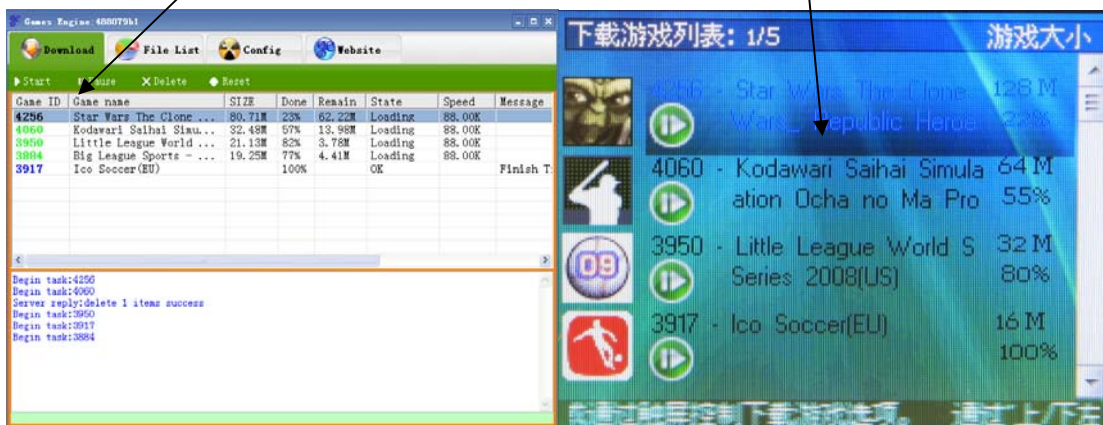 Games Engine:488079b1
Download File List Config Website
Start Pause Delete Reset
Game ID Game name SIZE Done Remain State Speed Message
4256 Star Wars The Clone ... 80.71M 23% 62.22M Loading 88.00K
4060 Kodawari Saihai Simu... 32.48M 57% 13.98M Loading 88.00K
3950 Little League World ... 21.13M 82% 3.78M Loading 88.00K
3884 Big League Sports - ... 19.25M 77% 4.41M Loading 88.00K
3917 Ico Soccer(EU) 100% OK Finish T
Begin task:4256
Begin task:4060
Server reply:delete 1 items success
Begin task:3950
Begin task:3917
Begin task:3884
下载游戏列表: 1/5 游戏大小
4256 - Star Wars The Clone 128 M
Wars_ Republic Heroe
4060 - Kodawari Saihai Simula 64 M
ation Ocha no Ma Pro 55%
09
3950 - Little League World S 32 M
Series 2008(US) 80%
3917 - Ico Soccer(EU) 16 M
100%